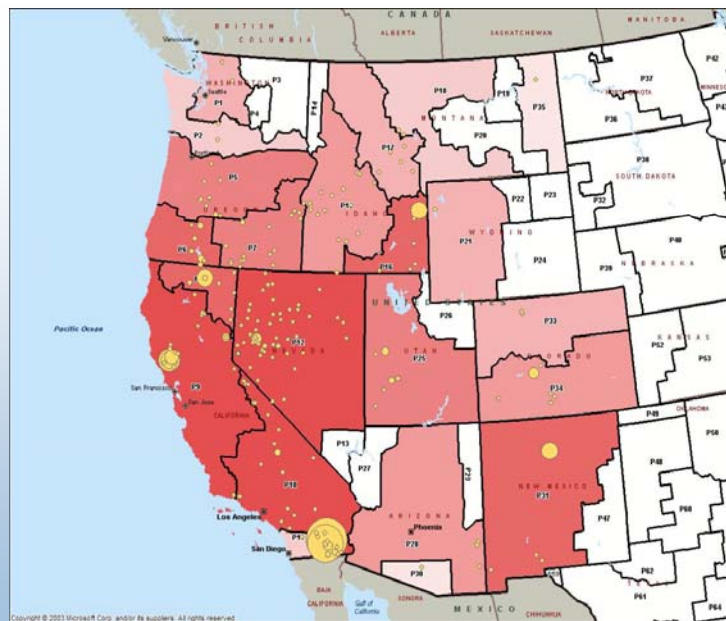 CANADA
MANITOBA
BRITISH
COLUMBIA
ALBERTA
SASKATCHEWAN
Vancouver
WASHINGTON
Seattle
P3
P1
P4
P18
P19
P35
P37
P42
NORTH DAKOTA
MONTANA
P36
P2
P20
P17
P38
SOUTH DAKOTA
P5
OREGON
IDAHO
P22
P23
P32
P6
P7
P16
P21
WYOMING
P24
P39
P40
NEBRASKA
UNITED STATES
P26
P33
Pacific Ocean
NEVADA
P12
UTAH
P25
COLORADO
P34
P52
P53
KANSAS
San Francisco
P9
San Jose
CALIFORNIA
P49
OKLAHOMA
P50
P13
P27
P29
P48
P10
NEW MEXICO
P31
P47
P60
Los Angeles
ARIZONA
Phoenix
P28
San Diego
P30
P62
P61
P64
BAJA
CALIFORNIA
Gulf of
California
SONORA
MEXICO
CHIHUAHUA
Copyright © 2003 Microsoft Corp. and/or its suppliers. All rights reserved.